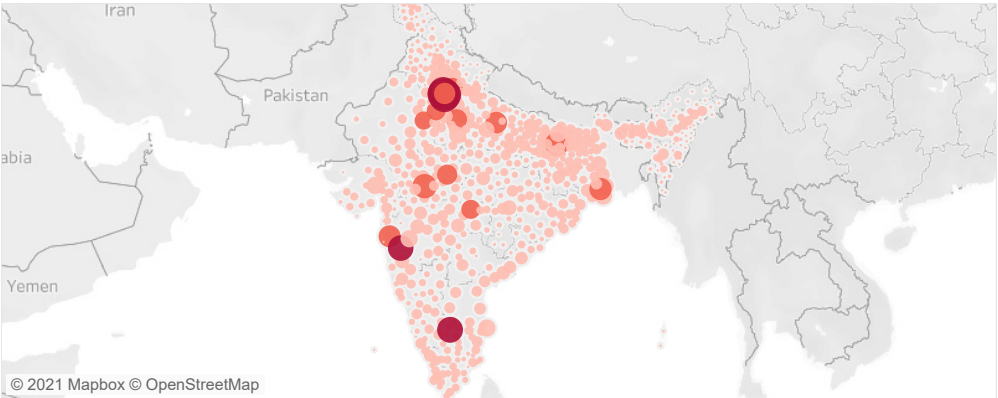 Iran
Pakistan
abia
Yemen
© 2021 Mapbox © OpenStreetMap